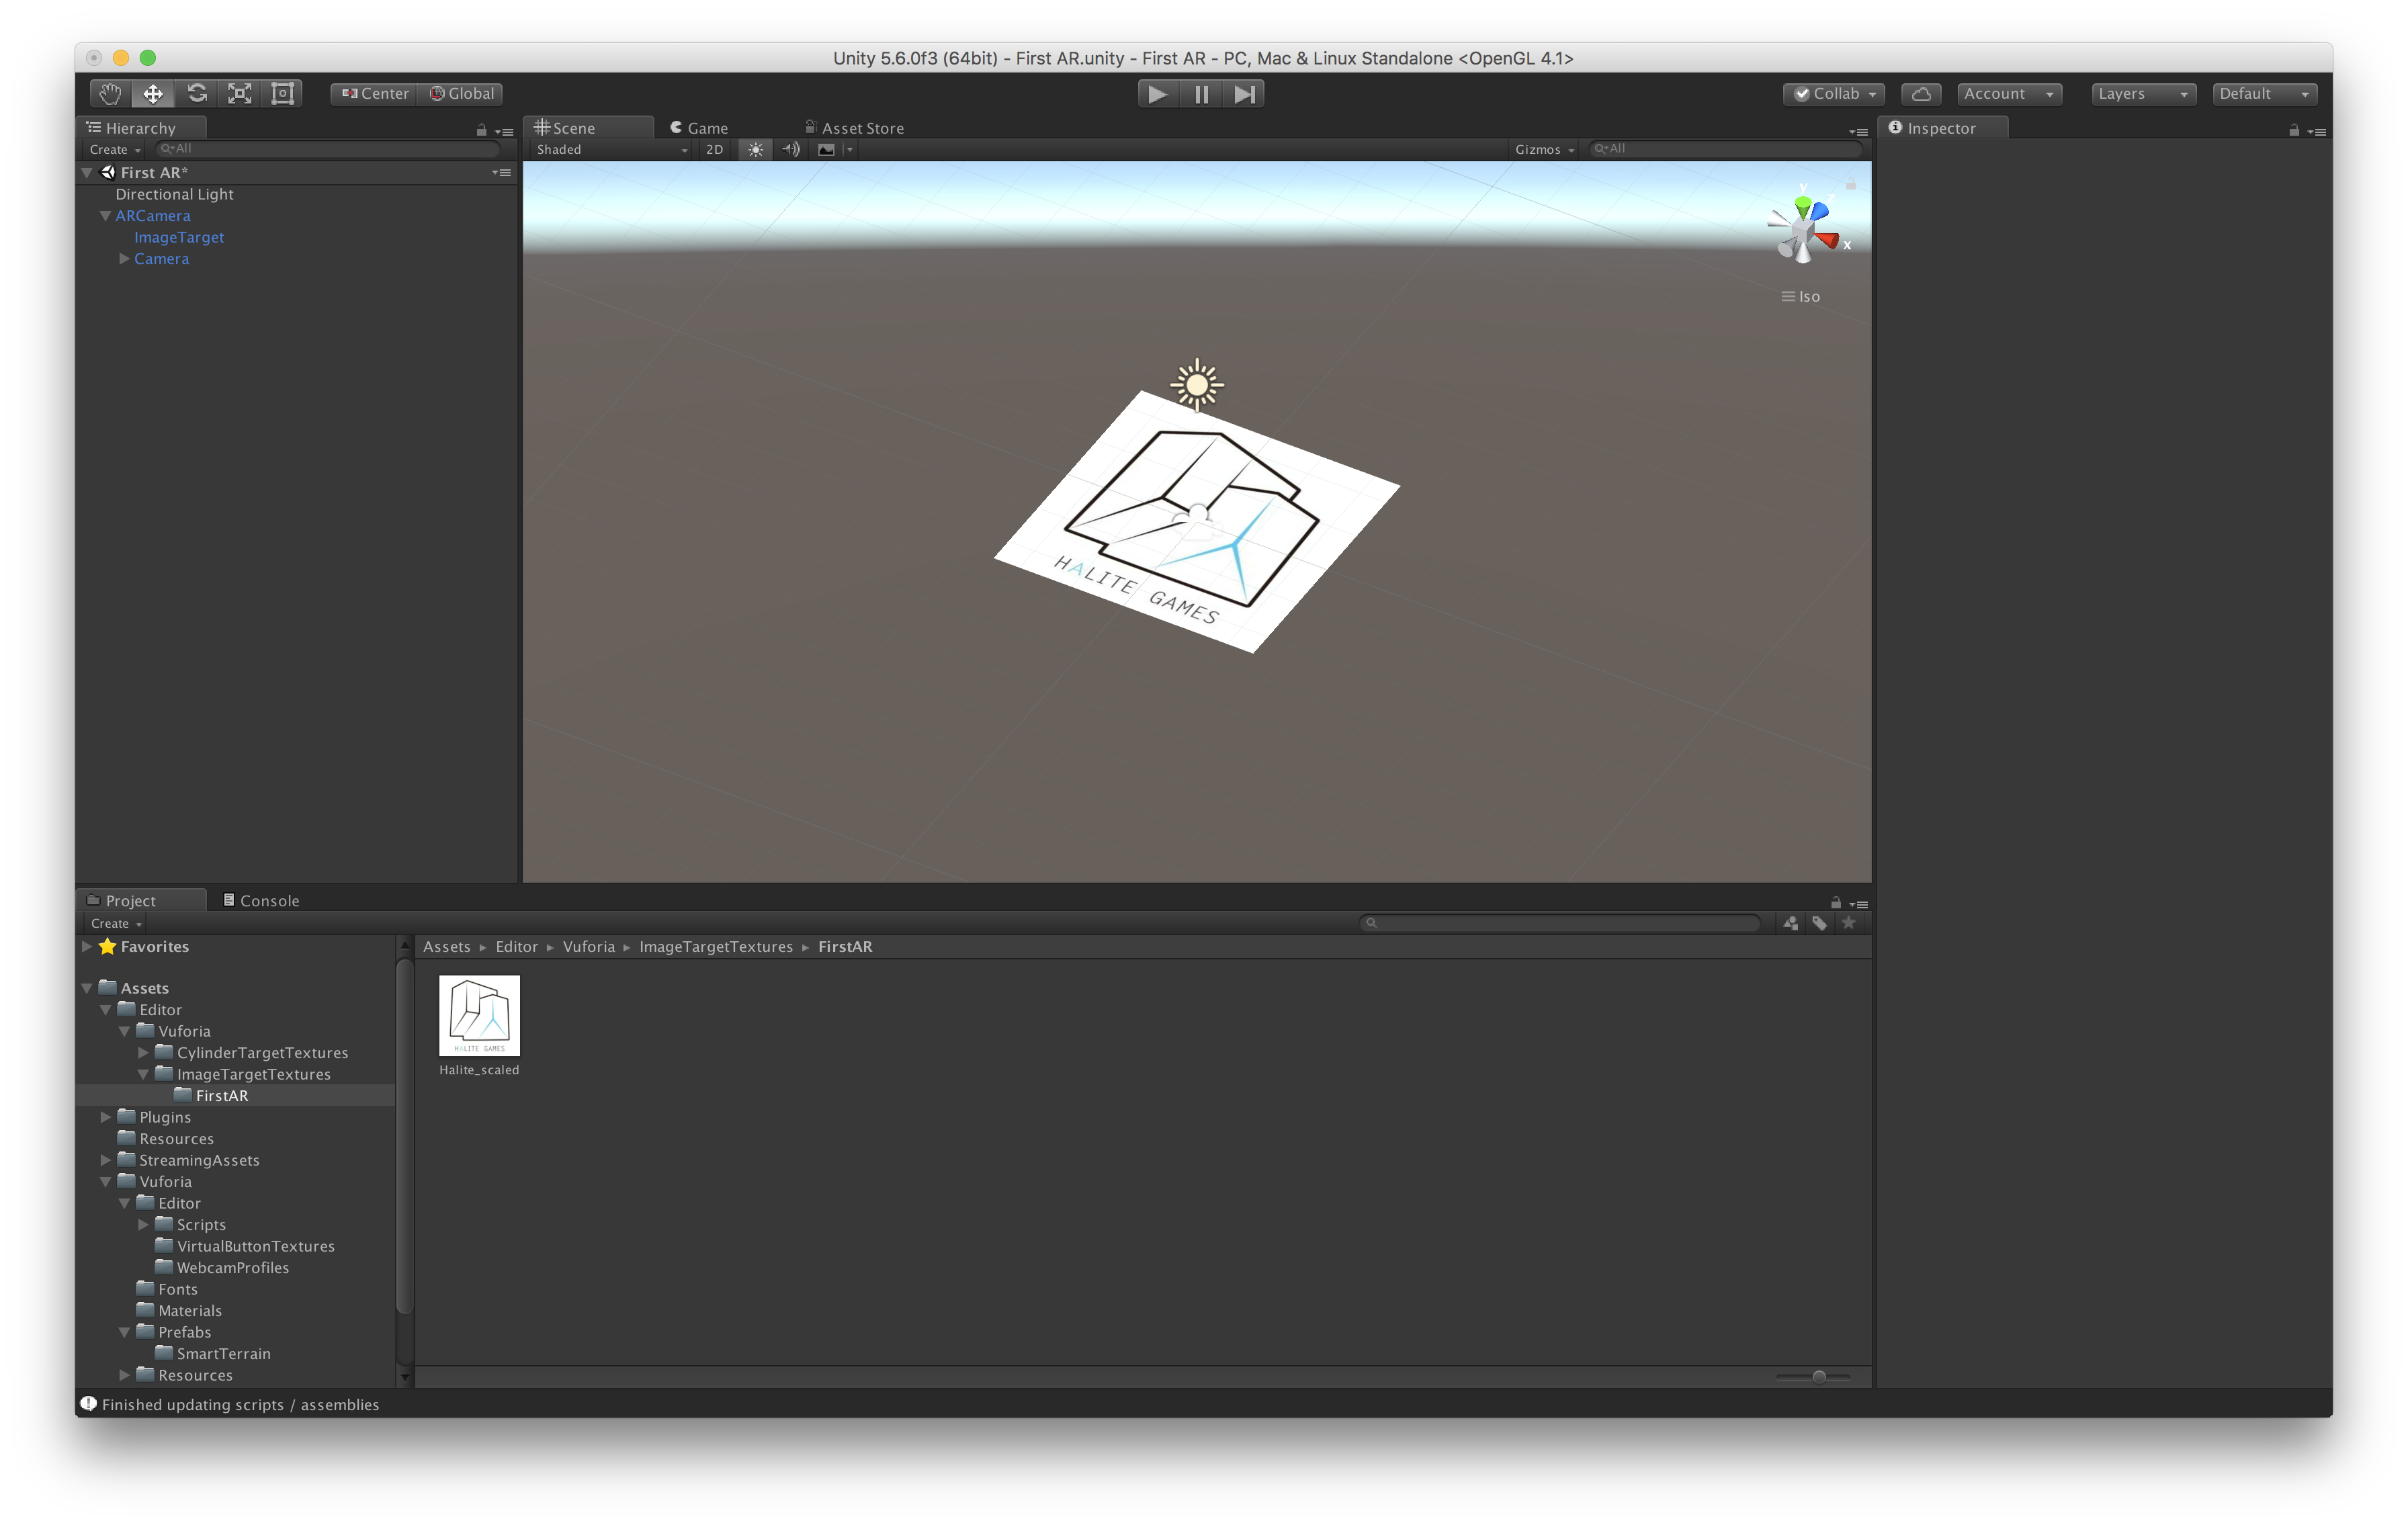 Unity 5.6.0f3 (64bit) - First AR.unity - First AR - PC, Mac & Linux Standalone <OpenGL 4.1>
Center Global Collab Account Layers Default
Hierarchy
Create All
First AR*
Directional Light
ARCamera
ImageTarget
Camera
Scene Game Asset Store
Shaded 2D Gizmos All
y
x
Iso
HALITE GAMES
Inspector
Project Console
Create
Favorites
Assets
Editor
Vuforia
CylinderTargetTextures
ImageTargetTextures
FirstAR
Plugins
Resources
StreamingAssets
Vuforia
Editor
Scripts
VirtualButtonTextures
WebcamProfiles
Fonts
Materials
Prefabs
SmartTerrain
Resources
Assets Editor Vuforia ImageTargetTextures FirstAR
HALITE GAMES
Halite_scaled
Finished updating scripts / assemblies